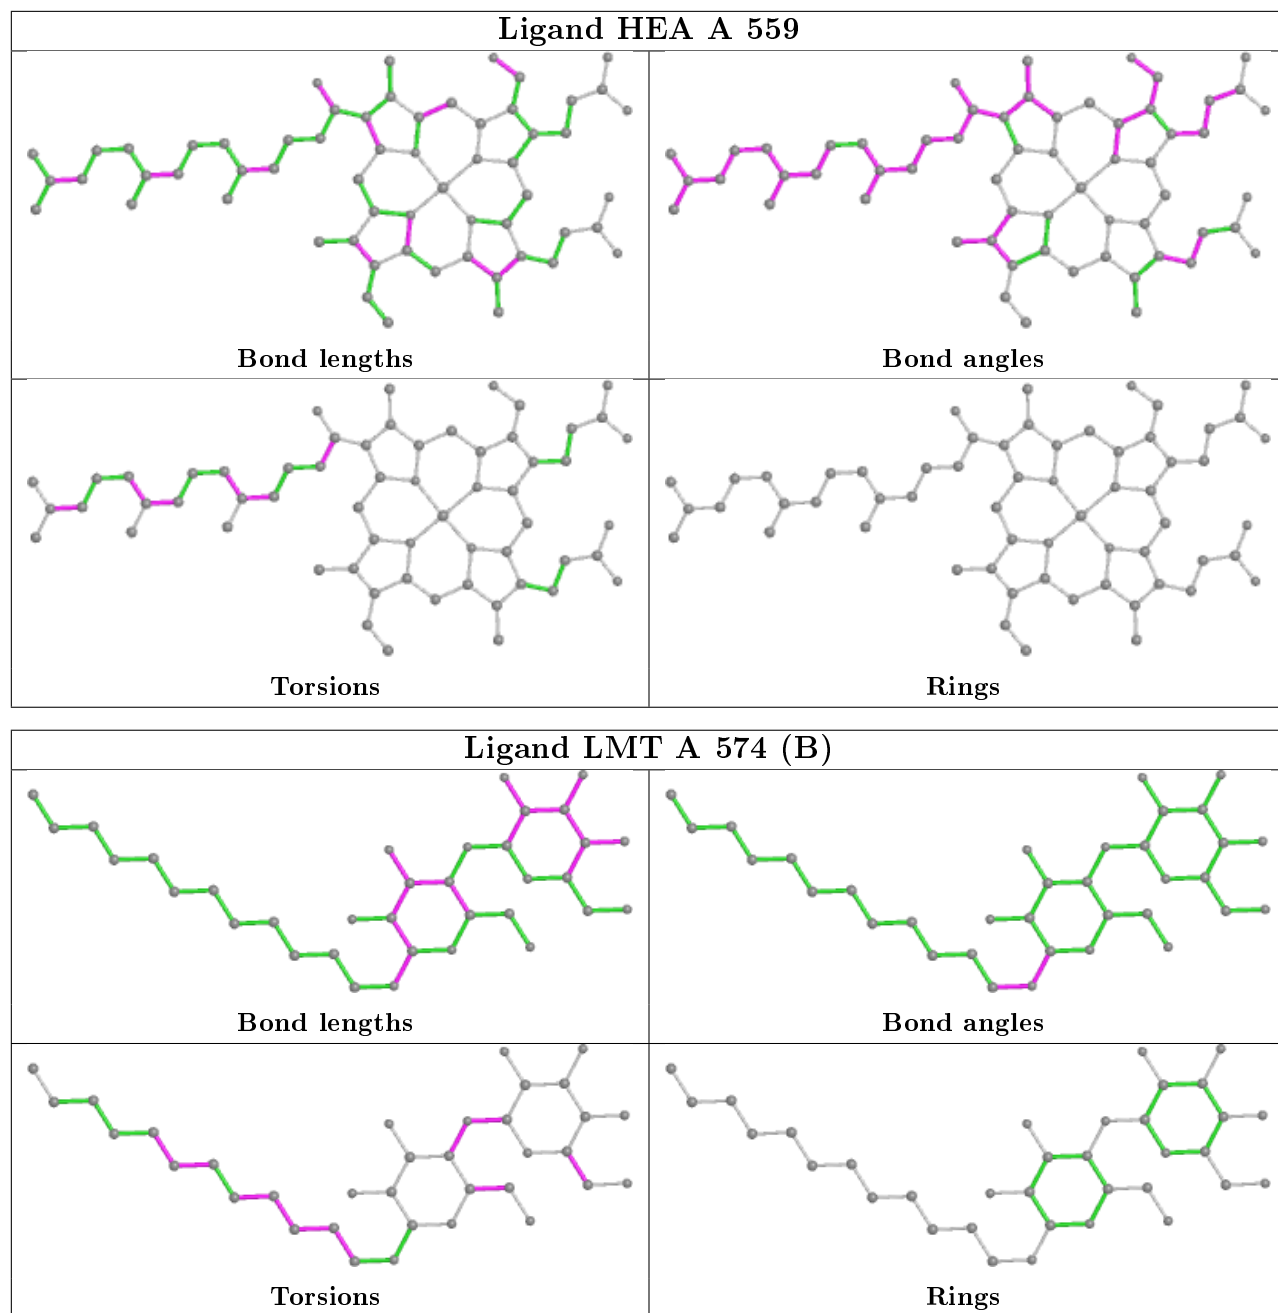 Ligand HEA A 559
Bond lengths
Bond angles
Torsions
Rings
Ligand LMT A 574 (B)
Bond lengths
Bond angles
Torsions
Rings